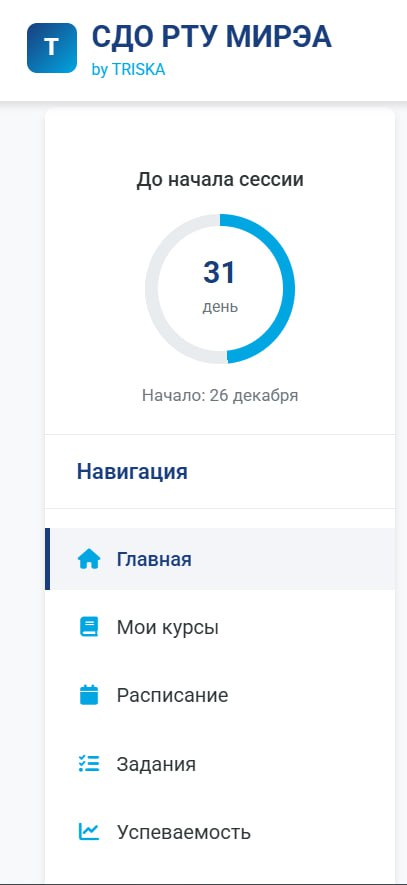 Т
СДО РТУ МИРЭА
by TRISKA
До начала сессии
31
день
Начало: 26 декабря
Навигация
Главная
Мои курсы
Расписание
Задания
Успеваемость